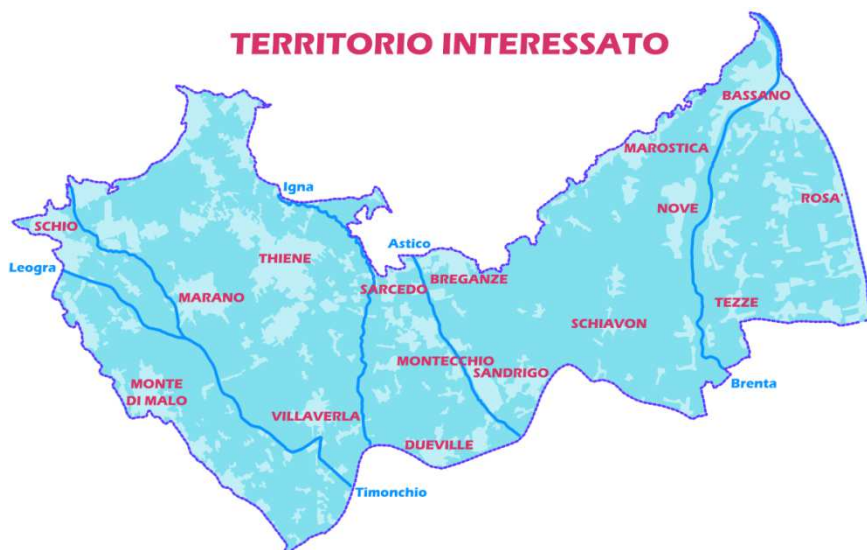 TERRITORIO INTERESSATO
BASSANO
MAROSTICA
Igna
ROSA'
NOVE
SCHIO
Astico
THIENE
Leogra
BREGANZE
SARCEDO
MARANO
TEZZE
SCHIAVON
MONTECCHIO
SANDRIGO
MONTE
DI MALO
Brenta
VILLAVERLA
DUEVILLE
Timonchio